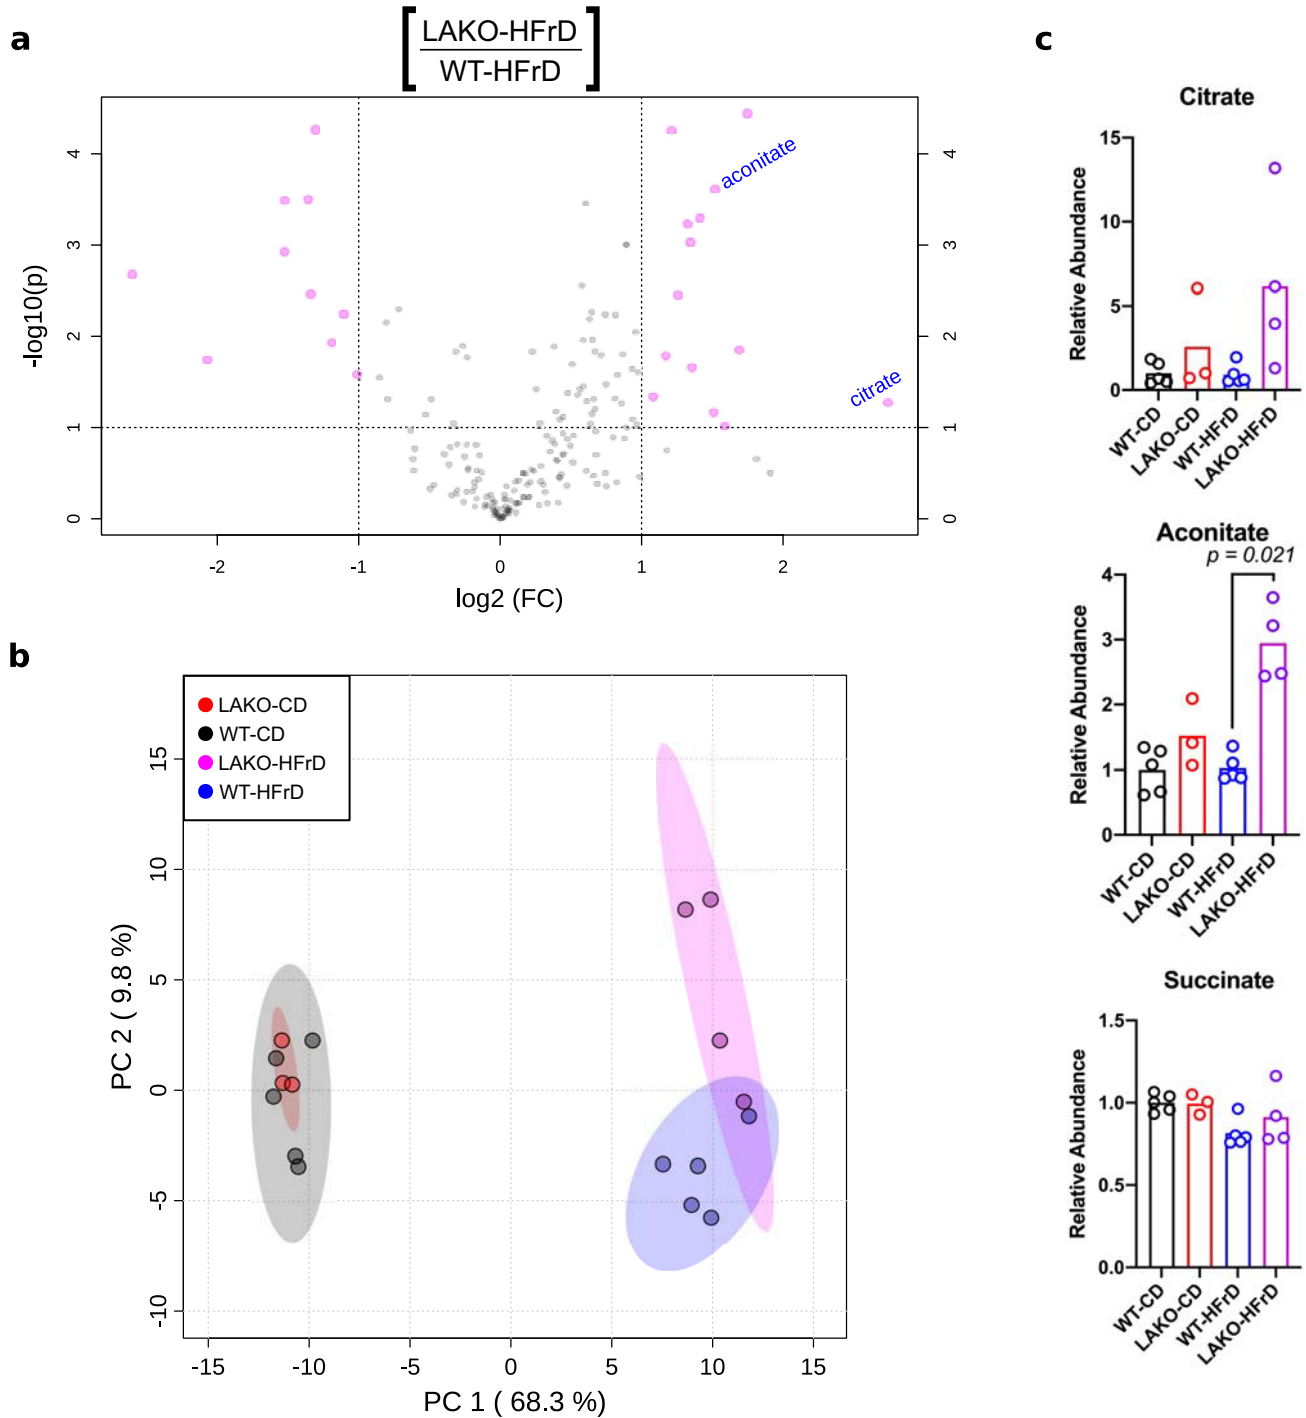 a
LAKO-HFrD
WT-HFrD
-log10(p)
4
3
2
1
0
4
3
2
1
0
aconitate
citrate
-2
-1
0
1
2
log2 (FC)
b
LAKO-CD
WT-CD
LAKO-HFrD
WT-HFrD
PC 2 ( 9.8 %)
15
10
5
0
-5
-10
-15
-10
-5
0
5
10
15
PC 1 ( 68.3 %)
c
Citrate
Relative Abundance
15
10
5
0
WT-CD
LAKO-CD
WT-HFrD
LAKO-HFrD
Aconitate
p = 0.021
Relative Abundance
4
3
2
1
0
WT-CD
LAKO-CD
WT-HFrD
LAKO-HFrD
Succinate
Relative Abundance
1.5
1.0
0.5
0.0
WT-CD
LAKO-CD
WT-HFrD
LAKO-HFrD